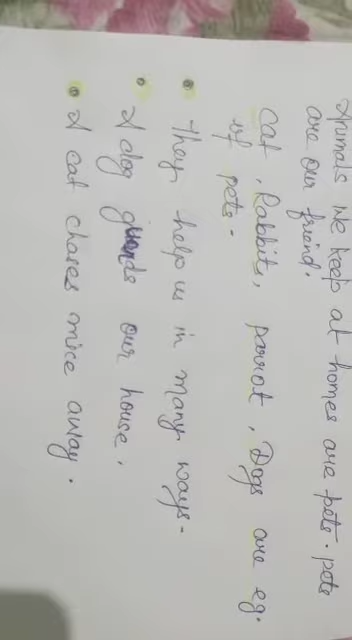 Animals we keep at homes are pets. pets
are our friend.
Cat, Rabbits, parrot, Dogs are eg.
of pets-
• They help us in many ways-
• A dog guards our house.
• A cat chases mice away.